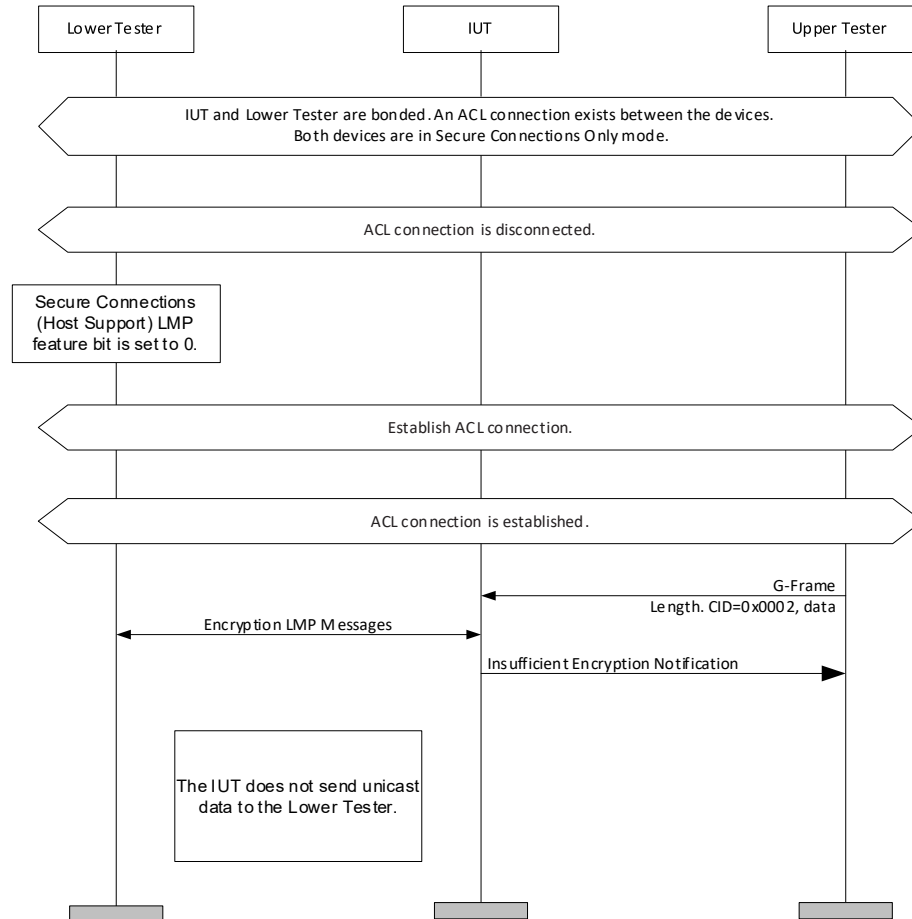 Lower Tester
IUT
Upper Tester
IUT and Lower Tester are bonded. An ACL connection exists between the devices.
Both devices are in Secure Connections Only mode.
ACL connection is disconnected.
Secure Connections
(Host Support) LMP
feature bit is set to 0.
Establish ACL connection.
ACL connection is established.
G-Frame
Length. CID=0x0002, data
Encryption LMP Messages
Insufficient Encryption Notification
The IUT does not send unicast
data to the Lower Tester.